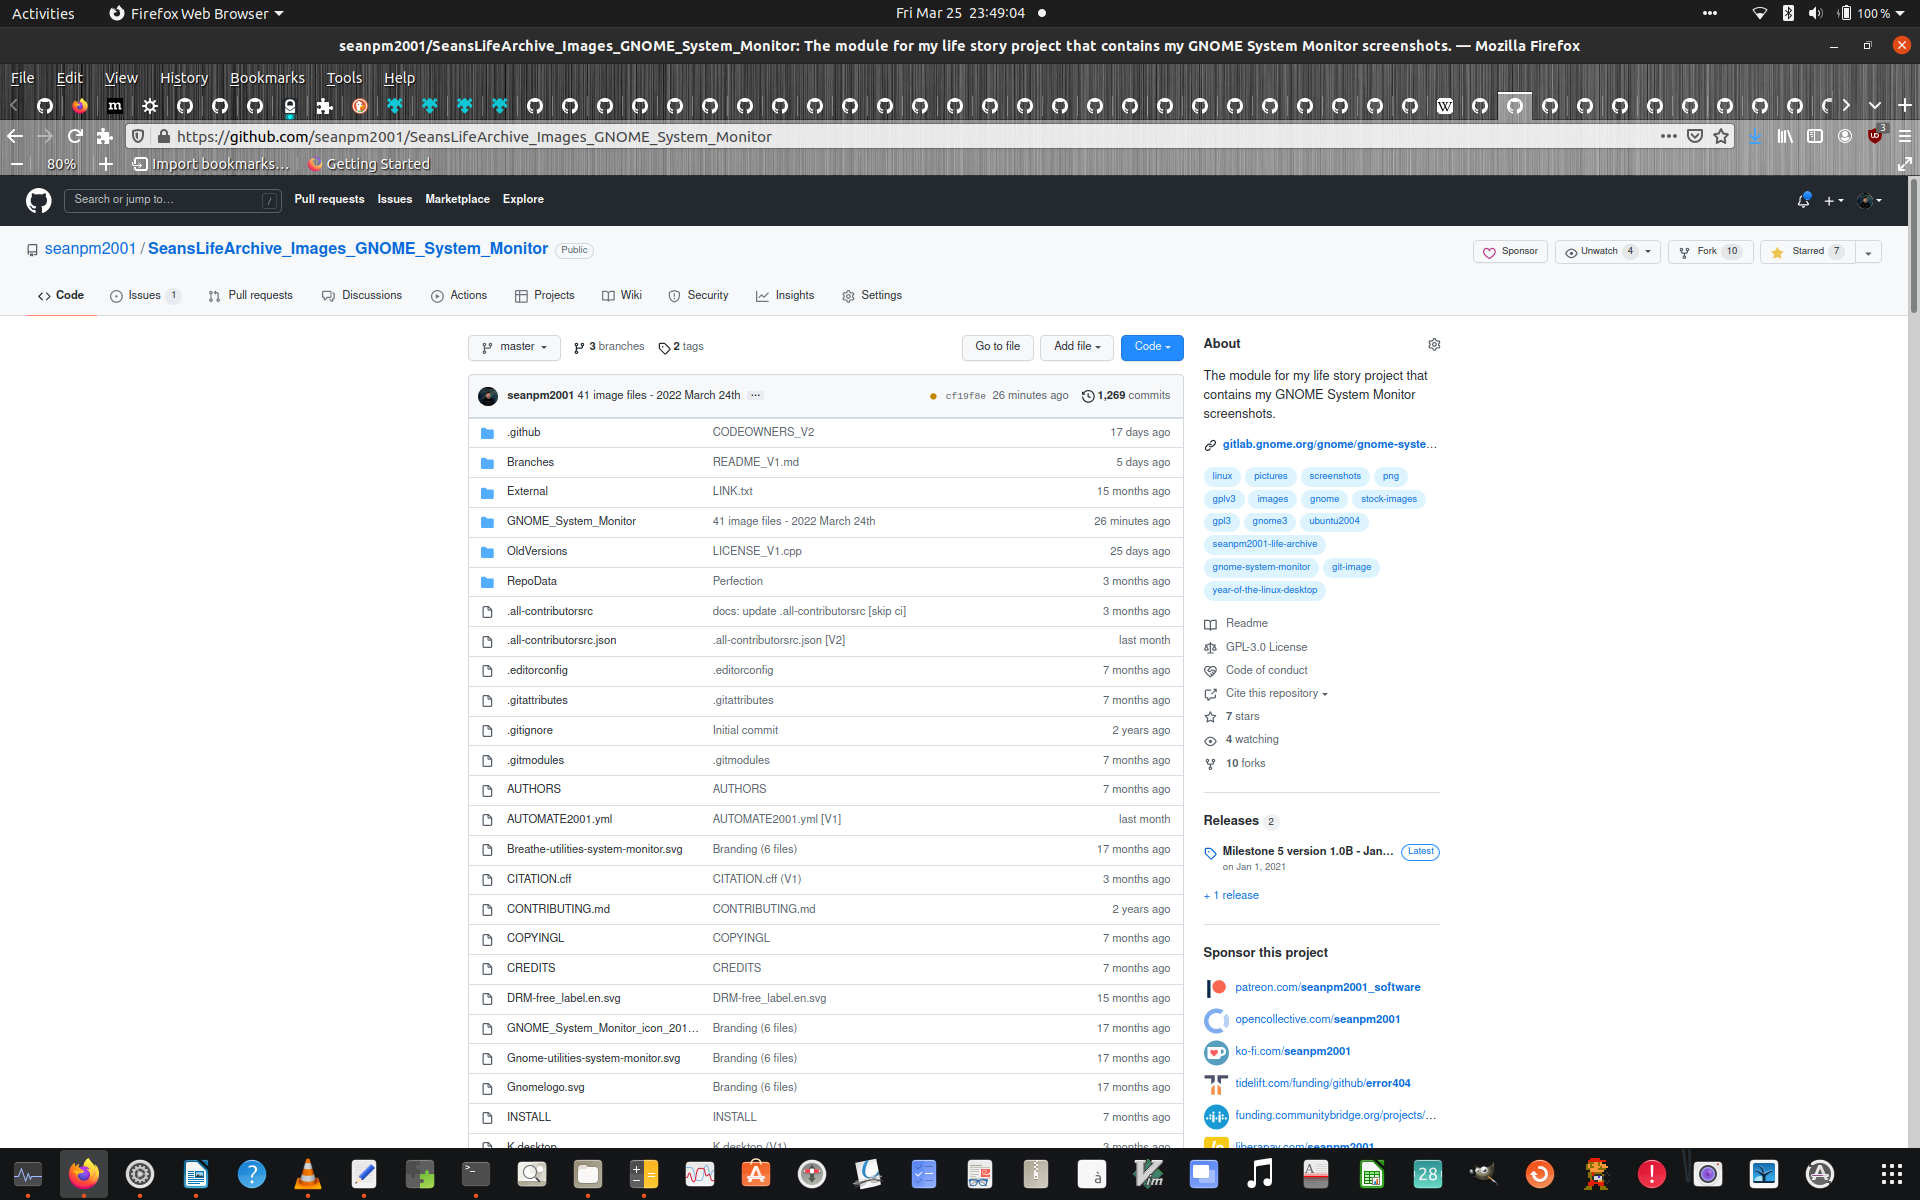 Activities Firefox Web Browser Fri Mar 25 23:49:04 100 %
seanpm2001/SeansLifeArchive_Images_GNOME_System_Monitor: The module for my life story project that contains my GNOME System Monitor screenshots. — Mozilla Firefox
File Edit View History Bookmarks Tools Help
https://github.com/seanpm2001/SeansLifeArchive_Images_GNOME_System_Monitor 3
80% Import bookmarks... Getting Started
Search or jump to... / Pull requests Issues Marketplace Explore
seanpm2001 / SeansLifeArchive_Images_GNOME_System_Monitor Public Sponsor Unwatch 4 Fork 10 Starred 7
Code Issues 1 Pull requests Discussions Actions Projects Wiki Security Insights Settings
master 3 branches 2 tags Go to file Add file Code
seanpm2001 41 image files - 2022 March 24th ... cf19f8e 26 minutes ago 1,269 commits
.github CODEOWNERS_V2 17 days ago
Branches README_V1.md 5 days ago
External LINK.txt 15 months ago
GNOME_System_Monitor 41 image files - 2022 March 24th 26 minutes ago
OldVersions LICENSE_V1.cpp 25 days ago
RepoData Perfection 3 months ago
.all-contributorsrc docs: update .all-contributorsrc [skip ci] 3 months ago
.all-contributorsrc.json .all-contributorsrc.json [V2] last month
.editorconfig .editorconfig 7 months ago
.gitattributes .gitattributes 7 months ago
.gitignore Initial commit 2 years ago
.gitmodules .gitmodules 7 months ago
AUTHORS AUTHORS 7 months ago
AUTOMATE2001.yml AUTOMATE2001.yml [V1] last month
Breathe-utilities-system-monitor.svg Branding (6 files) 17 months ago
CITATION.cff CITATION.cff (V1) 3 months ago
CONTRIBUTING.md CONTRIBUTING.md 2 years ago
COPYINGL COPYINGL 7 months ago
CREDITS CREDITS 7 months ago
DRM-free_label.en.svg DRM-free_label.en.svg 15 months ago
GNOME_System_Monitor_icon_201... Branding (6 files) 17 months ago
Gnome-utilities-system-monitor.svg Branding (6 files) 17 months ago
Gnomelogo.svg Branding (6 files) 17 months ago
INSTALL INSTALL 7 months ago
K.desktop K.desktop (V1) 3 months ago
About
The module for my life story project that
contains my GNOME System Monitor
screenshots.
gitlab.gnome.org/gnome/gnome-syste...
linux pictures screenshots png
gplv3 images gnome stock-images
gpl3 gnome3 ubuntu2004
seanpm2001-life-archive
gnome-system-monitor git-image
year-of-the-linux-desktop
Readme
GPL-3.0 License
Code of conduct
Cite this repository
7 stars
4 watching
10 forks
Releases 2
Milestone 5 version 1.0B - Jan... Latest
on Jan 1, 2021
+ 1 release
Sponsor this project
patreon.com/seanpm2001_software
opencollective.com/seanpm2001
ko-fi.com/seanpm2001
tidelift.com/funding/github/error404
funding.communitybridge.org/projects/...
liberapay.com/seanpm2001
28